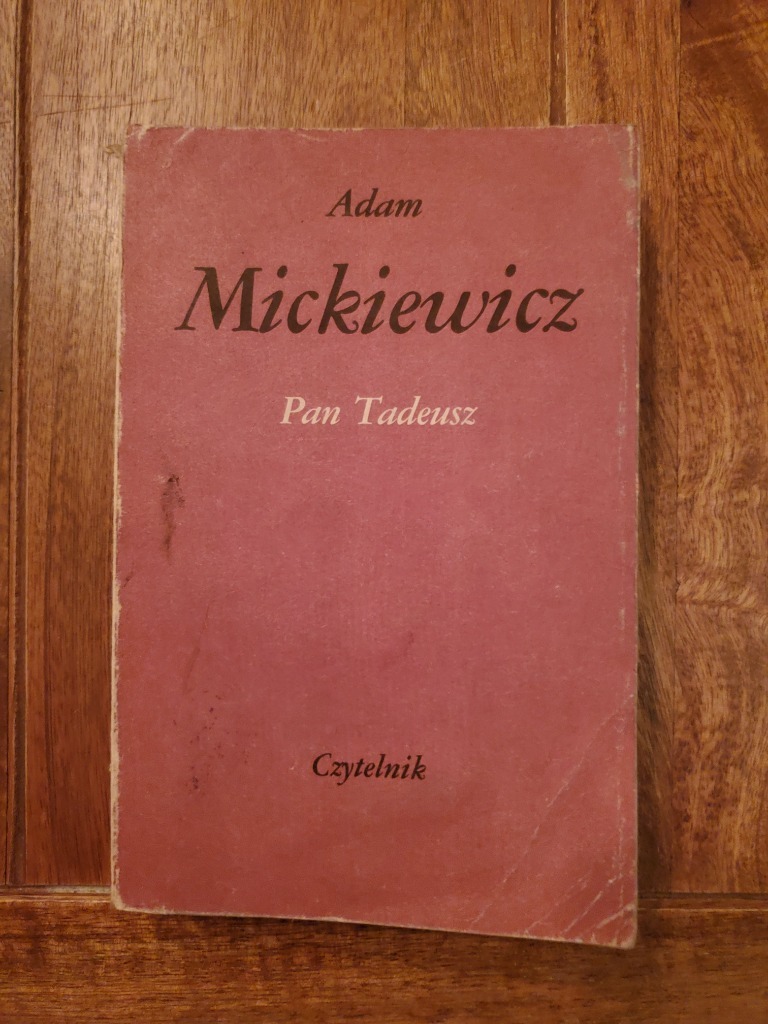 Adam
Mickiewicz
Pan Tadeusz
Czytelnik